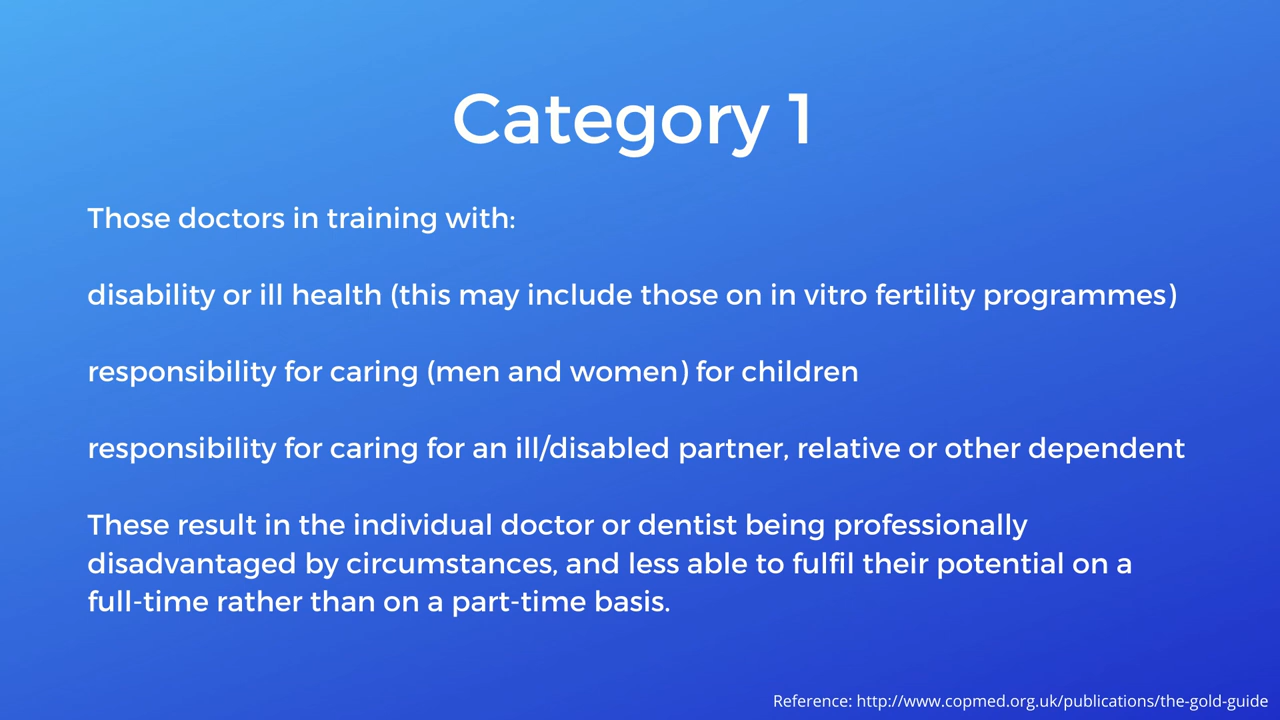 Category 1
Those doctors in training with:
disability or ill health (this may include those on in vitro fertility programmes)
responsibility for caring (men and women) for children
responsibility for caring for an ill/disabled partner, relative or other dependent
These result in the individual doctor or dentist being professionally
disadvantaged by circumstances, and less able to fulfil their potential on a
full-time rather than on a part-time basis.
Reference: http://www.copmed.org.uk/publications/the-gold-guide